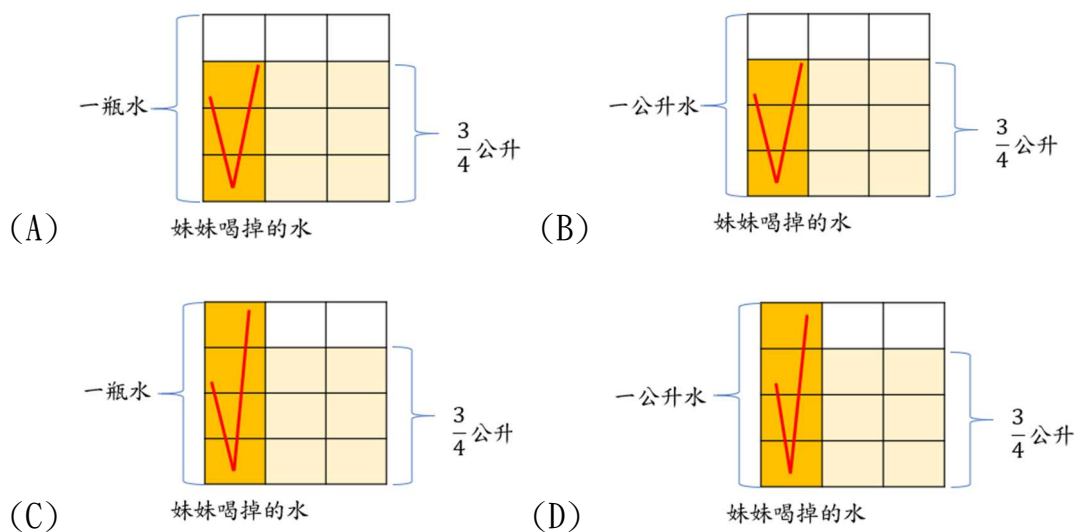 一瓶水
3/4公升
(A)
妹妹喝掉的水
一公升水
3/4公升
(B)
妹妹喝掉的水
一瓶水
3/4公升
(C)
妹妹喝掉的水
一公升水
3/4公升
(D)
妹妹喝掉的水